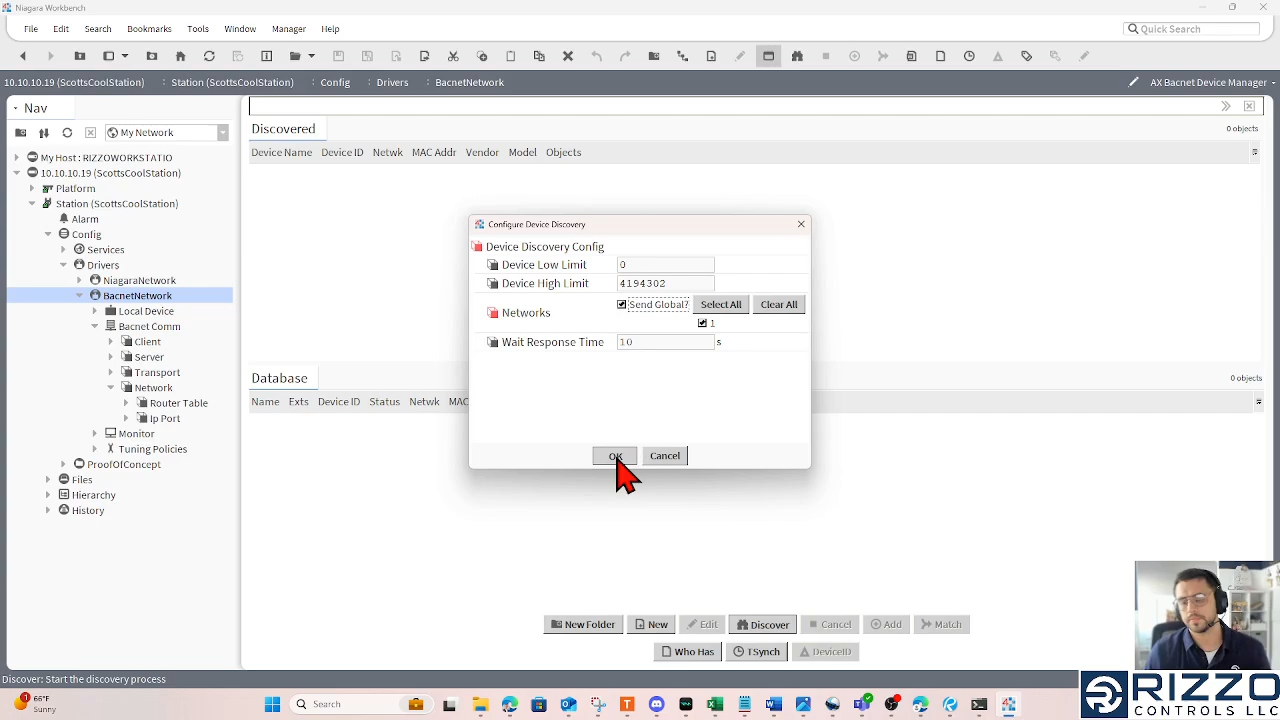 Niagara Workbench
File Edit Search Bookmarks Tools Window Manager Help
Quick Search
10.10.10.19 (ScottsCoolStation) Station (ScottsCoolStation) Config Drivers BacnetNetwork AX Bacnet Device Manager
Nav
My Network
My Host : RIZZOWORKSTATIO
10.10.10.19 (ScottsCoolStation)
Platform
Station (ScottsCoolStation)
Alarm
Config
Services
Drivers
NiagaraNetwork
BacnetNetwork
Local Device
Bacnet Comm
Client
Server
Transport
Network
Router Table
Ip Port
Monitor
Tuning Policies
ProofOfConcept
Files
Hierarchy
History
Discovered
0 objects
Device Name Device ID Netwk MAC Addr Vendor Model Objects
Configure Device Discovery
Device Discovery Config
Device Low Limit 0
Device High Limit 4194302
Networks Send Global? Select All Clear All
1
Wait Response Time 10 s
OK Cancel
Database
0 objects
Name Exts Device ID Status Netwk MAC
New Folder New Edit Discover Cancel Add Match
Who Has TSynch DeviceID
Discover: Start the discovery process
RIZZO
CONTROLS LLC
1
66°F
Sunny
Search